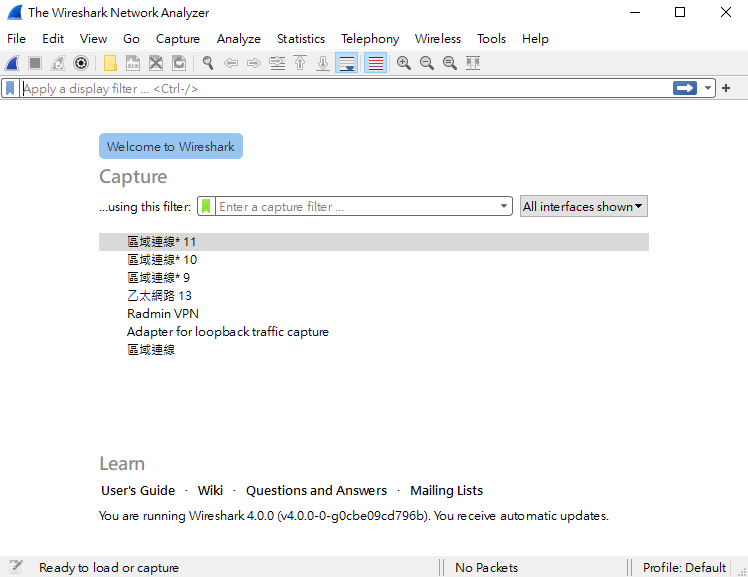 The Wireshark Network Analyzer
File Edit View Go Capture Analyze Statistics Telephony Wireless Tools Help
Apply a display filter ... <Ctrl-/>
Welcome to Wireshark
Capture
...using this filter: Enter a capture filter ... All interfaces shown
區域連線* 11
區域連線* 10
區域連線* 9
乙太網路 13
Radmin VPN
Adapter for loopback traffic capture
區域連線
Learn
User's Guide · Wiki · Questions and Answers · Mailing Lists
You are running Wireshark 4.0.0 (v4.0.0-0-g0cbe09cd796b). You receive automatic updates.
Ready to load or capture No Packets Profile: Default